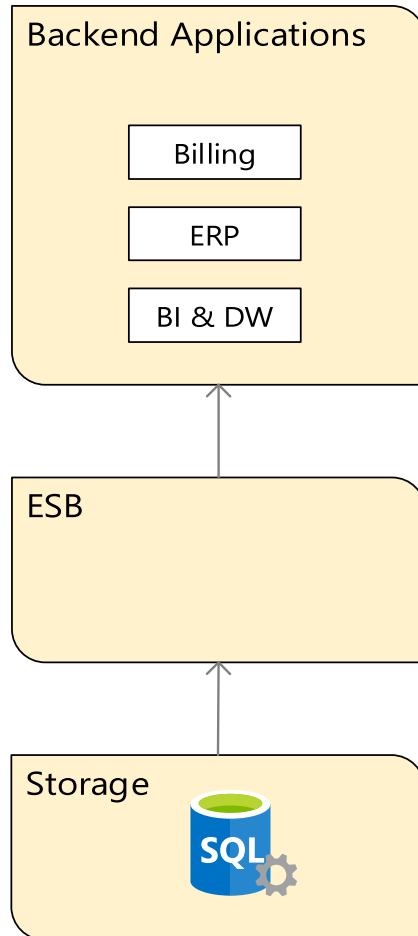 Backend Applications
Billing
ERP
BI & DW
ESB
Storage
SQL